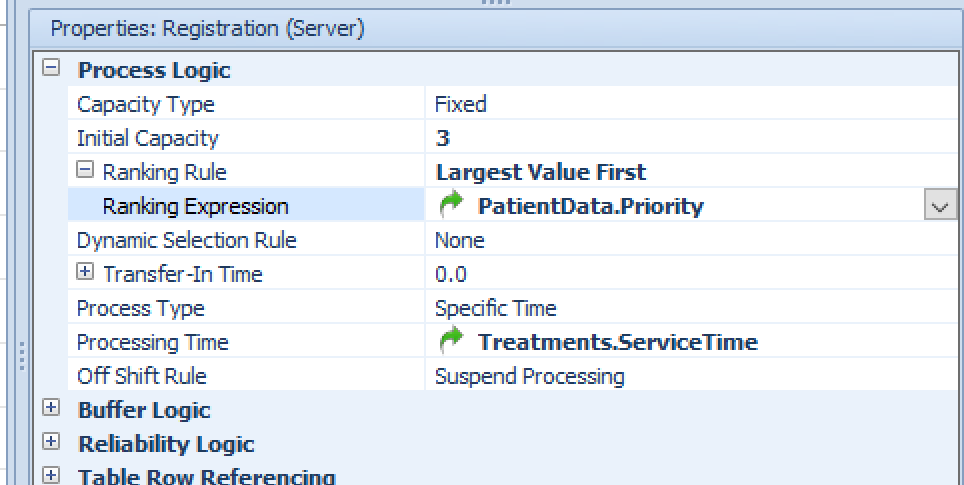 Properties: Registration (Server)
Process Logic
Capacity Type Fixed
Initial Capacity 3
Ranking Rule Largest Value First
Ranking Expression PatientData.Priority
Dynamic Selection Rule None
Transfer-In Time 0.0
Process Type Specific Time
Processing Time Treatments.ServiceTime
Off Shift Rule Suspend Processing
Buffer Logic
Reliability Logic
Table Row Referencing